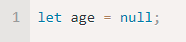 1 let age = null;